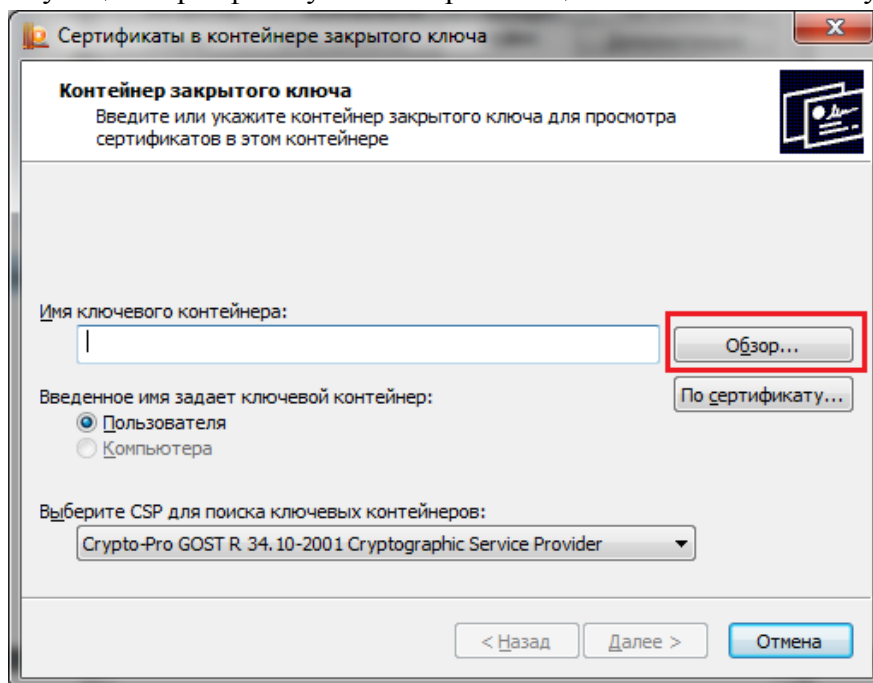 Сертификаты в контейнере закрытого ключа
Контейнер закрытого ключа
Введите или укажите контейнер закрытого ключа для просмотра
сертификатов в этом контейнере
Имя ключевого контейнера:
Обзор...
Введенное имя задает ключевой контейнер:
По сертификату...
Пользователя
Компьютера
Выберите CSP для поиска ключевых контейнеров:
Crypto-Pro GOST R 34.10-2001 Cryptographic Service Provider
< Назад
Далее >
Отмена